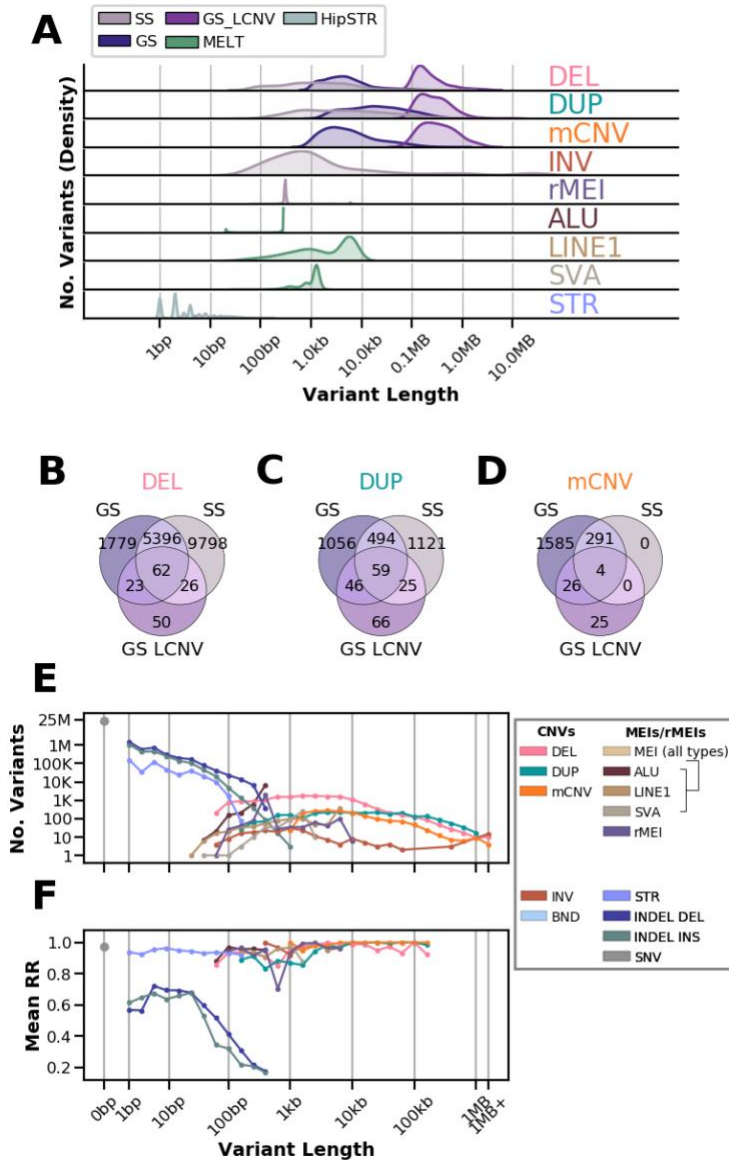 A
SS GS_LCNV HipSTR
GS MELT
No. Variants (Density)
DEL
DUP
mCNV
INV
rMEI
ALU
LINE1
SVA
STR
1bp 10bp 100bp 1.0kb 10.0kb 0.1MB 1.0MB 10.0MB
Variant Length
B DEL
GS SS
1779 5396 9798
62
23 26
50
GS LCNV
C DUP
GS SS
1056 494 1121
59
46 25
66
GS LCNV
D mCNV
GS SS
1585 291 0
4
26 0
25
GS LCNV
E
No. Variants
25M
1M
100K
10K
1K
100
10
1
CNVs MEIs/rMEIs
DEL MEI (all types)
DUP ALU
mCNV LINE1
SVA
rMEI
INV STR
BND INDEL DEL
INDEL INS
SNV
F
Mean RR
1.0
0.8
0.6
0.4
0.2
0bp 1bp 10bp 100bp 1kb 10kb 100kb 1MB 1MB+
Variant Length